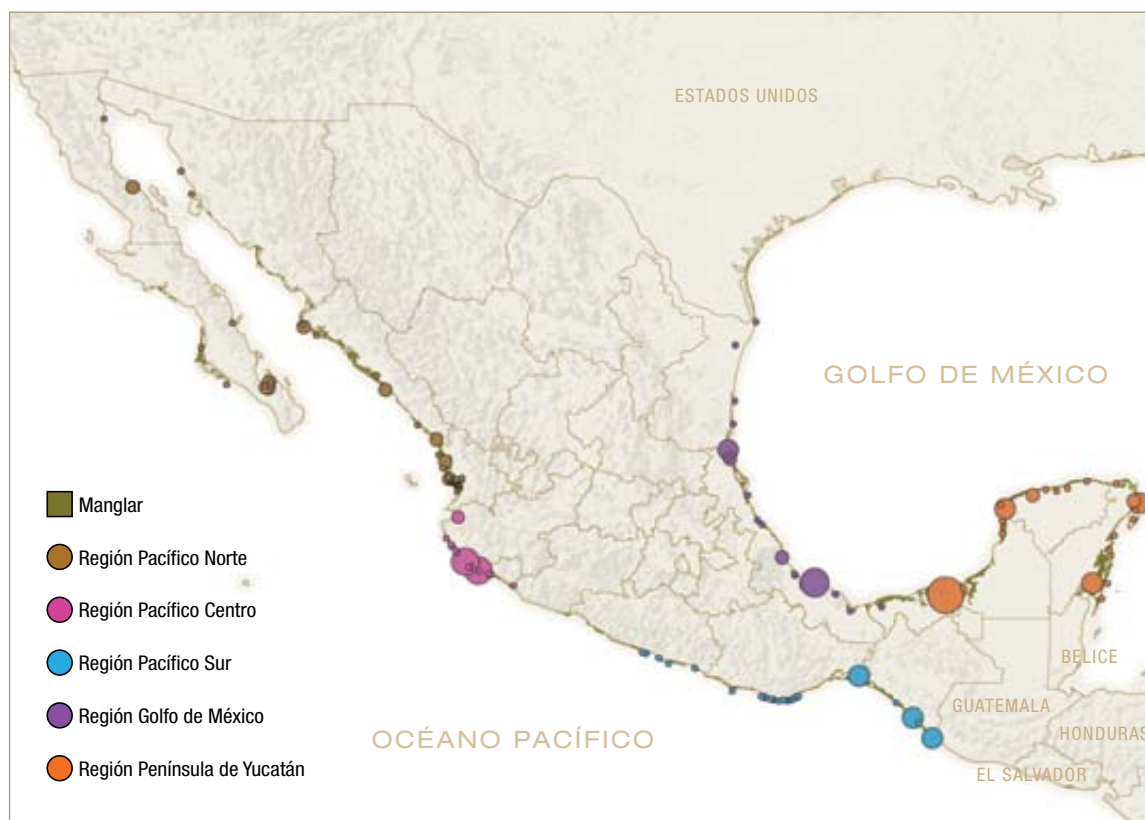 ESTADOS UNIDOS
GOLFO DE MÉXICO
Manglar
Región Pacífico Norte
Región Pacífico Centro
Región Pacífico Sur
Región Golfo de México
Región Península de Yucatán
OCÉANO PACÍFICO
BELICE
GUATEMALA
HONDURAS
EL SALVADOR